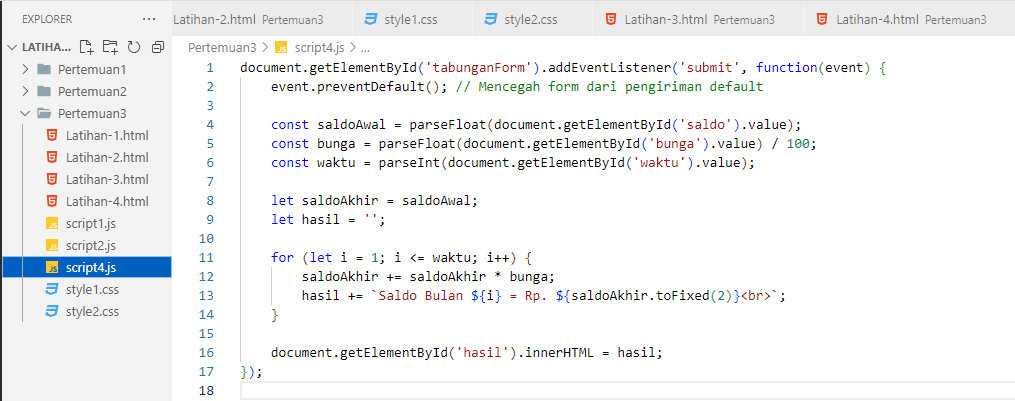 EXPLORER ...
Latihan-2.html Pertemuan3 style1.css style2.css Latihan-3.html Pertemuan3 Latihan-4.html Pertemuan3
LATIHA...
Pertemuan1
Pertemuan2
Pertemuan3
Latihan-1.html
Latihan-2.html
Latihan-3.html
Latihan-4.html
script1.js
script2.js
script4.js
style1.css
style2.css
Pertemuan3 > script4.js > ...
1 document.getElementById('tabunganForm').addEventListener('submit', function(event) {
2 event.preventDefault(); // Mencegah form dari pengiriman default
3
4 const saldoAwal = parseFloat(document.getElementById('saldo').value);
5 const bunga = parseFloat(document.getElementById('bunga').value) / 100;
6 const waktu = parseInt(document.getElementById('waktu').value);
7
8 let saldoAkhir = saldoAwal;
9 let hasil = '';
10
11 for (let i = 1; i <= waktu; i++) {
12 saldoAkhir += saldoAkhir * bunga;
13 hasil += `Saldo Bulan ${i} = Rp. ${saldoAkhir.toFixed(2)}<br>`;
14 }
15
16 document.getElementById('hasil').innerHTML = hasil;
17 });
18